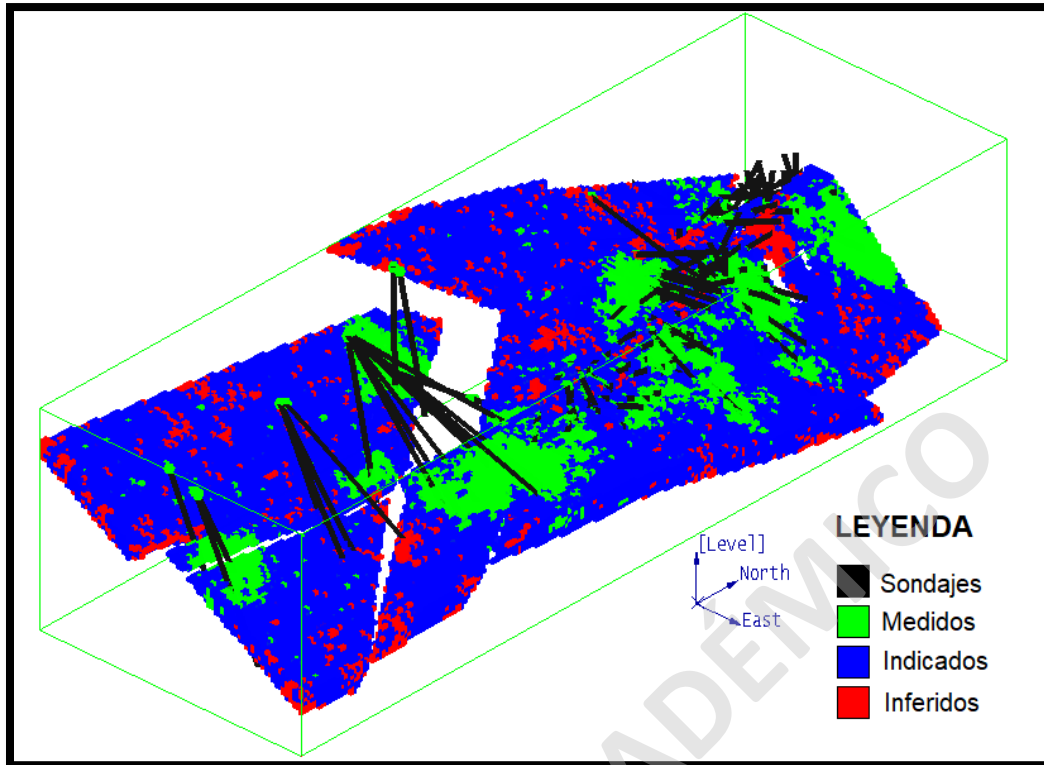 [Level]
North
East
LEYENDA
Sondajes
Medidos
Indicados
Inferidos
ADÉMICO